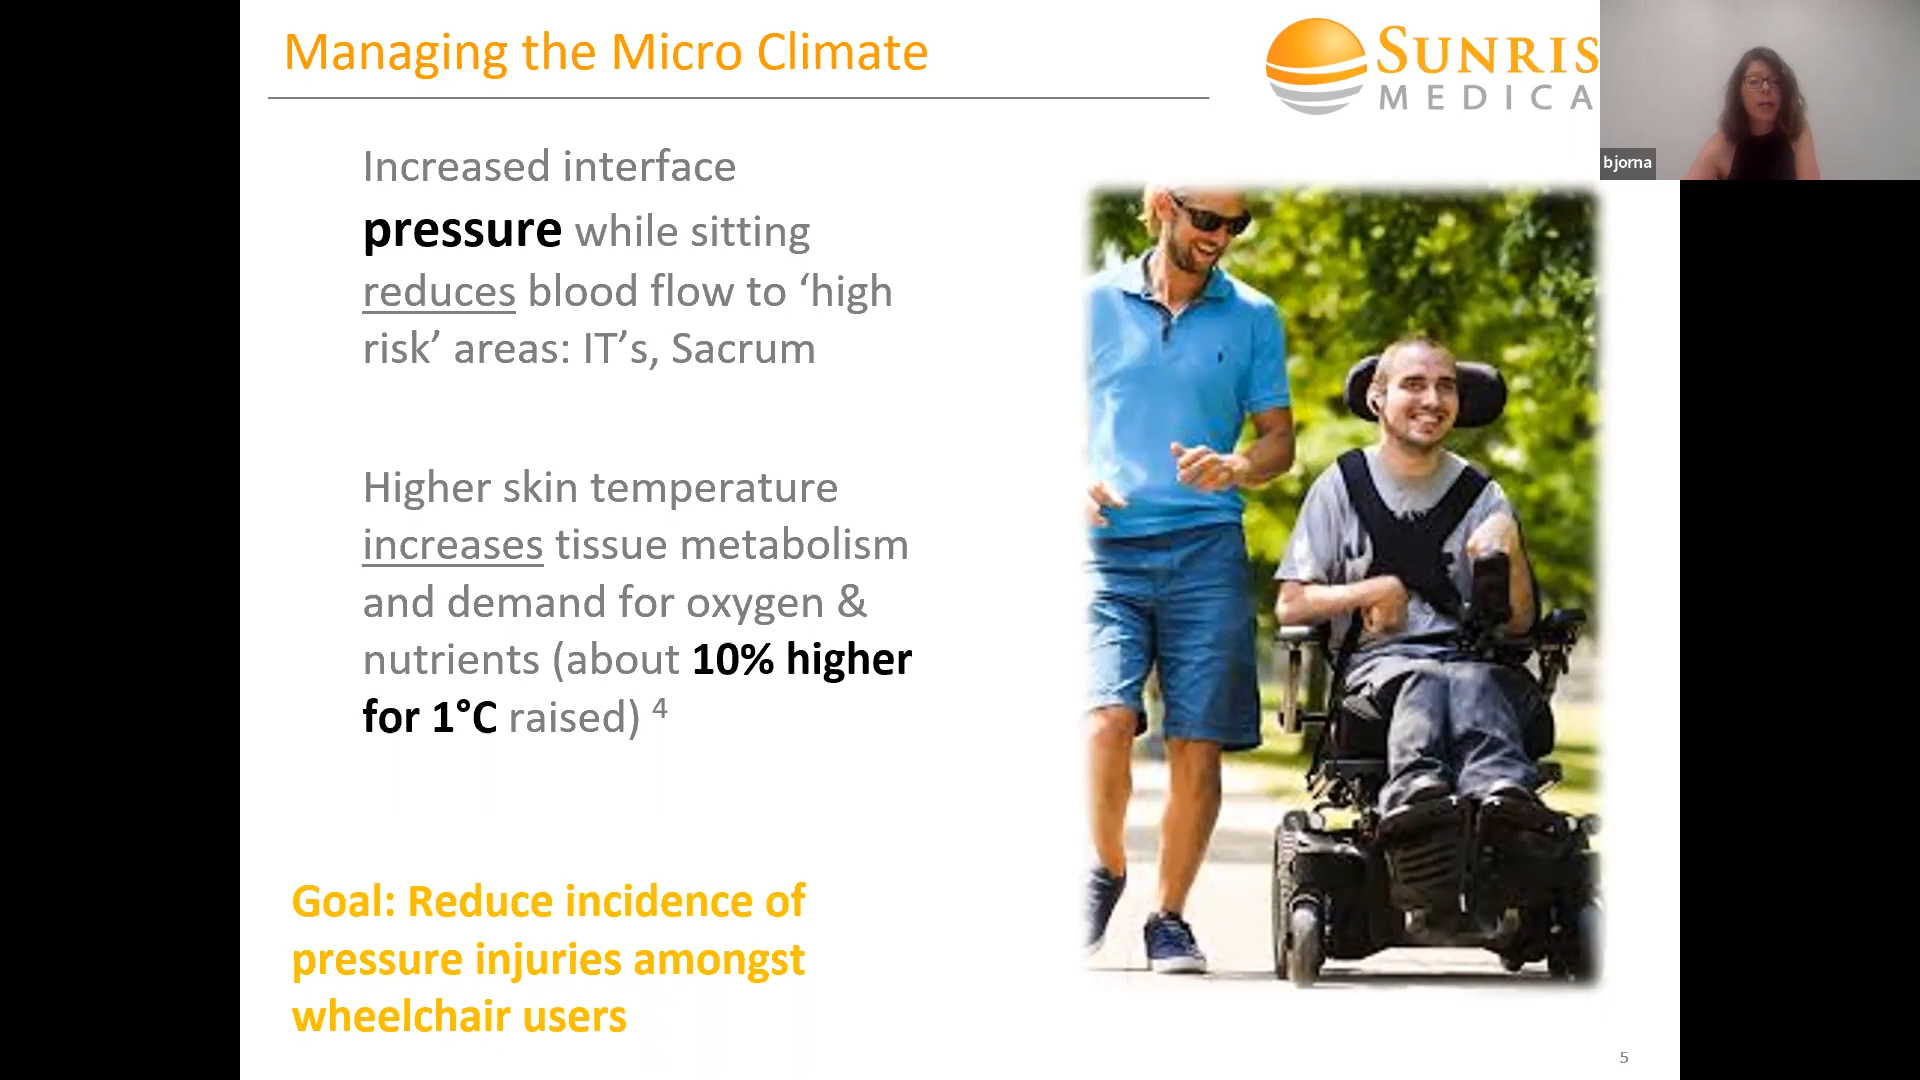 Managing the Micro Climate
SUNRIS
MEDICA
bjorna
Increased interface
pressure while sitting
reduces blood flow to ‘high
risk’ areas: IT’s, Sacrum
Higher skin temperature
increases tissue metabolism
and demand for oxygen &
nutrients (about 10% higher
for 1°C raised) 4
Goal: Reduce incidence of
pressure injuries amongst
wheelchair users
5